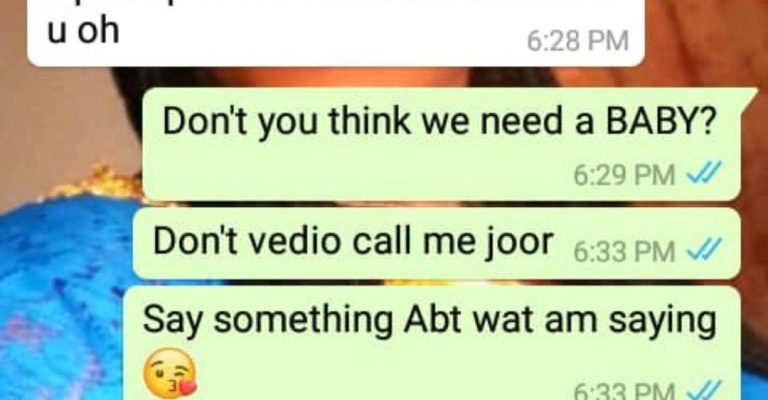 u oh
6:28 PM
Don't you think we need a BABY?
6:29 PM
Don't vedio call me joor 6:33 PM
Say something Abt wat am saying
😘
6:33 PM